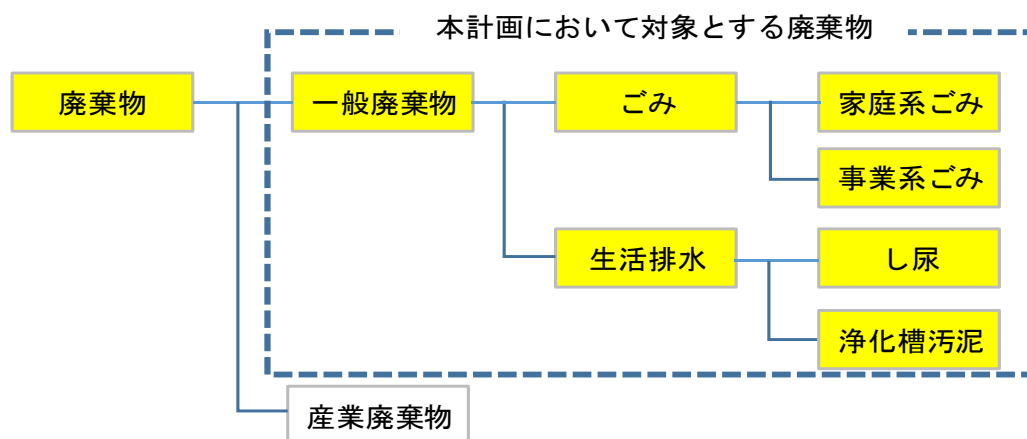 本計画において対象とする廃棄物
廃棄物
一般廃棄物
ごみ
家庭系ごみ
事業系ごみ
生活排水
し尿
浄化槽汚泥
産業廃棄物